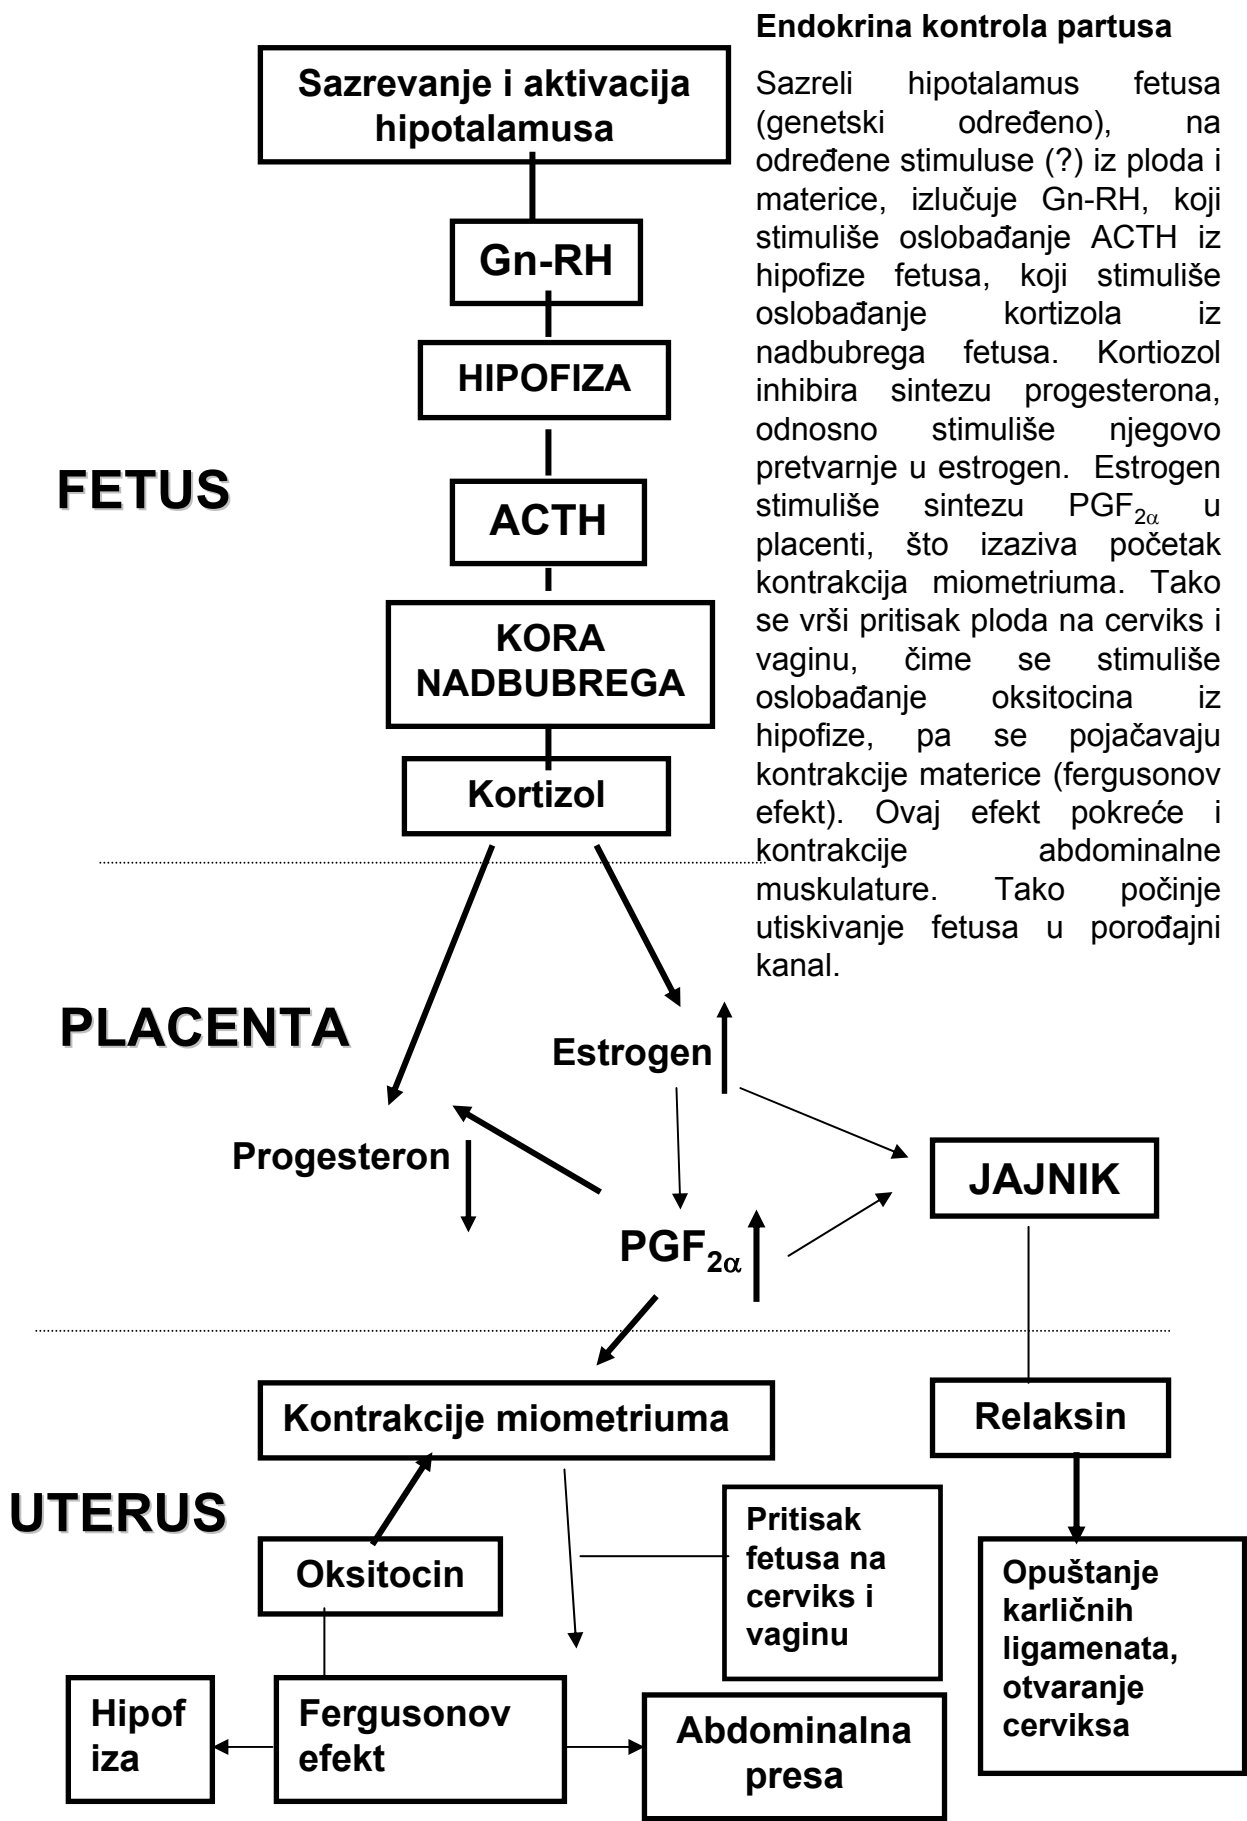 Endokrina kontrola partusa
Sazreli hipotalamus fetusa
(genetski određeno), na
određene stimuluse (?) iz ploda i
materice, izlučuje Gn-RH, koji
stimuliše oslobađanje ACTH iz
hipofize fetusa, koji stimuliše
oslobađanje kortizola iz
nadbubrega fetusa. Kortiozol
inhibira sintezu progesterona,
odnosno stimuliše njegovo
pretvarnje u estrogen. Estrogen
stimuliše sintezu PGF2α u
placenti, što izaziva početak
kontrakcija miometriuma. Tako
se vrši pritisak ploda na cerviks i
vaginu, čime se stimuliše
oslobađanje oksitocina iz
hipofize, pa se pojačavaju
kontrakcije materice (fergusonov
efekt). Ovaj efekt pokreće i
kontrakcije abdominalne
muskulature. Tako počinje
utiskivanje fetusa u porođajni
kanal.
Sazrevanje i aktivacija
hipotalamusa
Gn-RH
HIPOFIZA
FETUS
ACTH
KORA
NADBUBREGA
Kortizol
PLACENTA
Estrogen
Progesteron
JAJNIK
PGF2α
Kontrakcije miometriuma
Relaksin
UTERUS
Oksitocin
Pritisak
fetusa na
cerviks i
vaginu
Opuštanje
karličnih
ligamenata,
otvaranje
cerviksa
Hipof
iza
Fergusonov
efekt
Abdominalna
presa